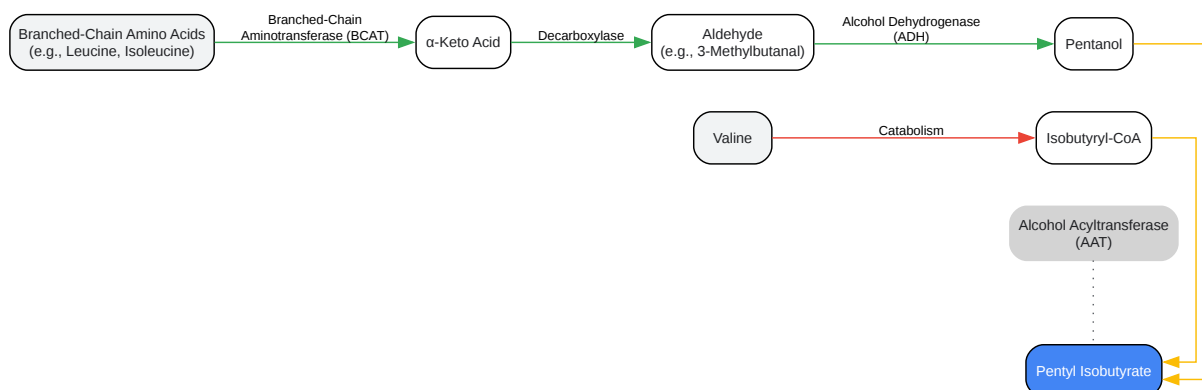 Branched-Chain Amino Acids
(e.g., Leucine, Isoleucine)
Branched-Chain
Aminotransferase (BCAT)
α-Keto Acid
Decarboxylase
Aldehyde
(e.g., 3-Methylbutanal)
Alcohol Dehydrogenase
(ADH)
Pentanol
Valine
Catabolism
Isobutyryl-CoA
Alcohol Acyltransferase
(AAT)
Pentyl Isobutyrate